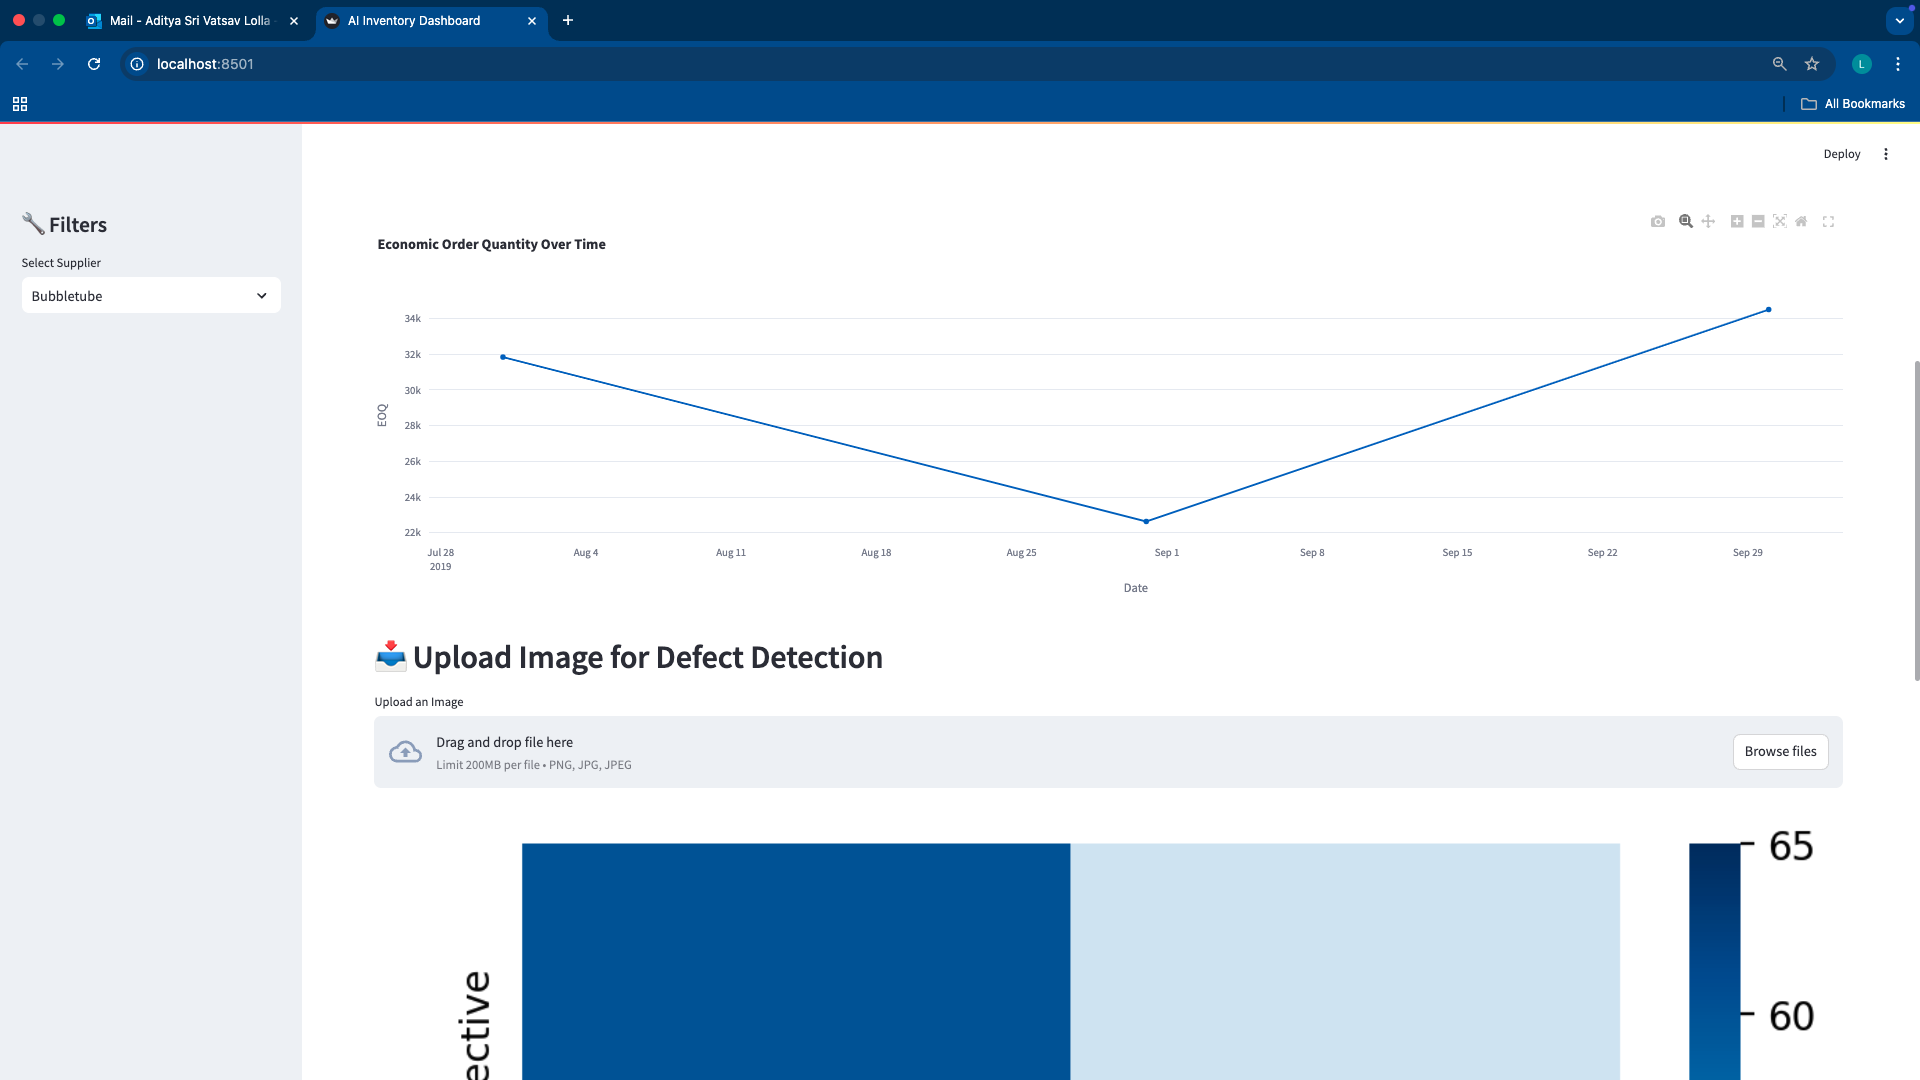 Mail - Aditya Sri Vatsav Lolla
AI Inventory Dashboard
localhost:8501
L
All Bookmarks
Deploy
Filters
Select Supplier
Bubbletube
Economic Order Quantity Over Time
34k
32k
30k
28k
26k
24k
22k
EOQ
Jul 28 Aug 4 Aug 11 Aug 18 Aug 25 Sep 1 Sep 8 Sep 15 Sep 22 Sep 29
2019
Date
Upload Image for Defect Detection
Upload an Image
Drag and drop file here
Limit 200MB per file • PNG, JPG, JPEG
Browse files
65
60
ective